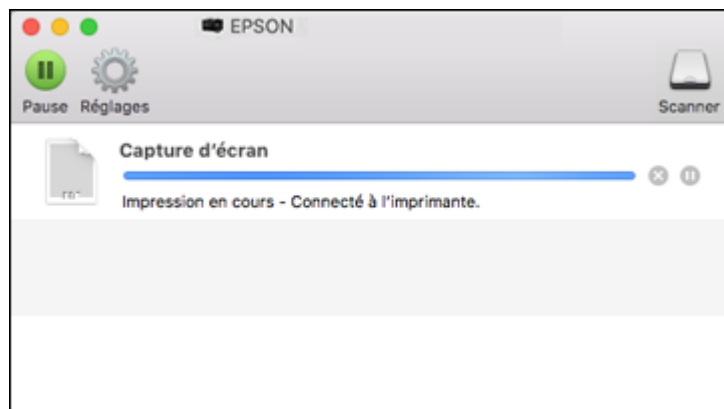 EPSON
Pause Réglages Scanner
Capture d'écran
Impression en cours - Connecté à l'imprimante.